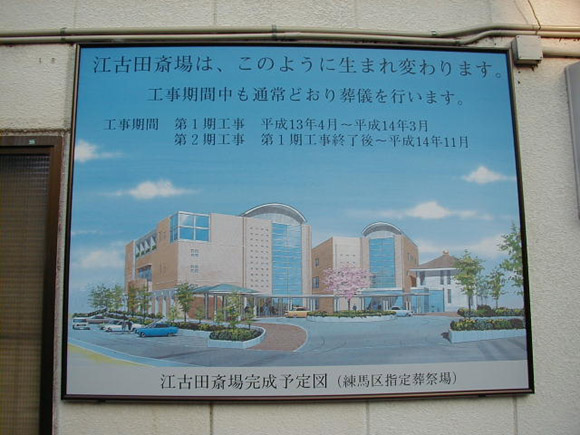 江古田斎場は、このように生まれ変わります。
工事期間中も通常どおり葬儀を行います。
工事期間　第１期工事　平成13年4月～平成14年3月
第２期工事　第１期工事終了後～平成14年11月
江古田斎場完成予定図（練馬区指定葬祭場）